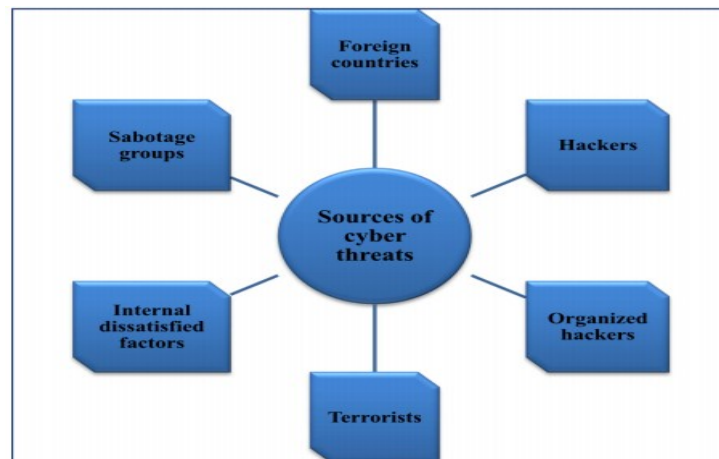 Foreign
countries
Sabotage
groups
Hackers
Sources of
cyber
threats
Internal
dissatisfied
factors
Organized
hackers
Terrorists